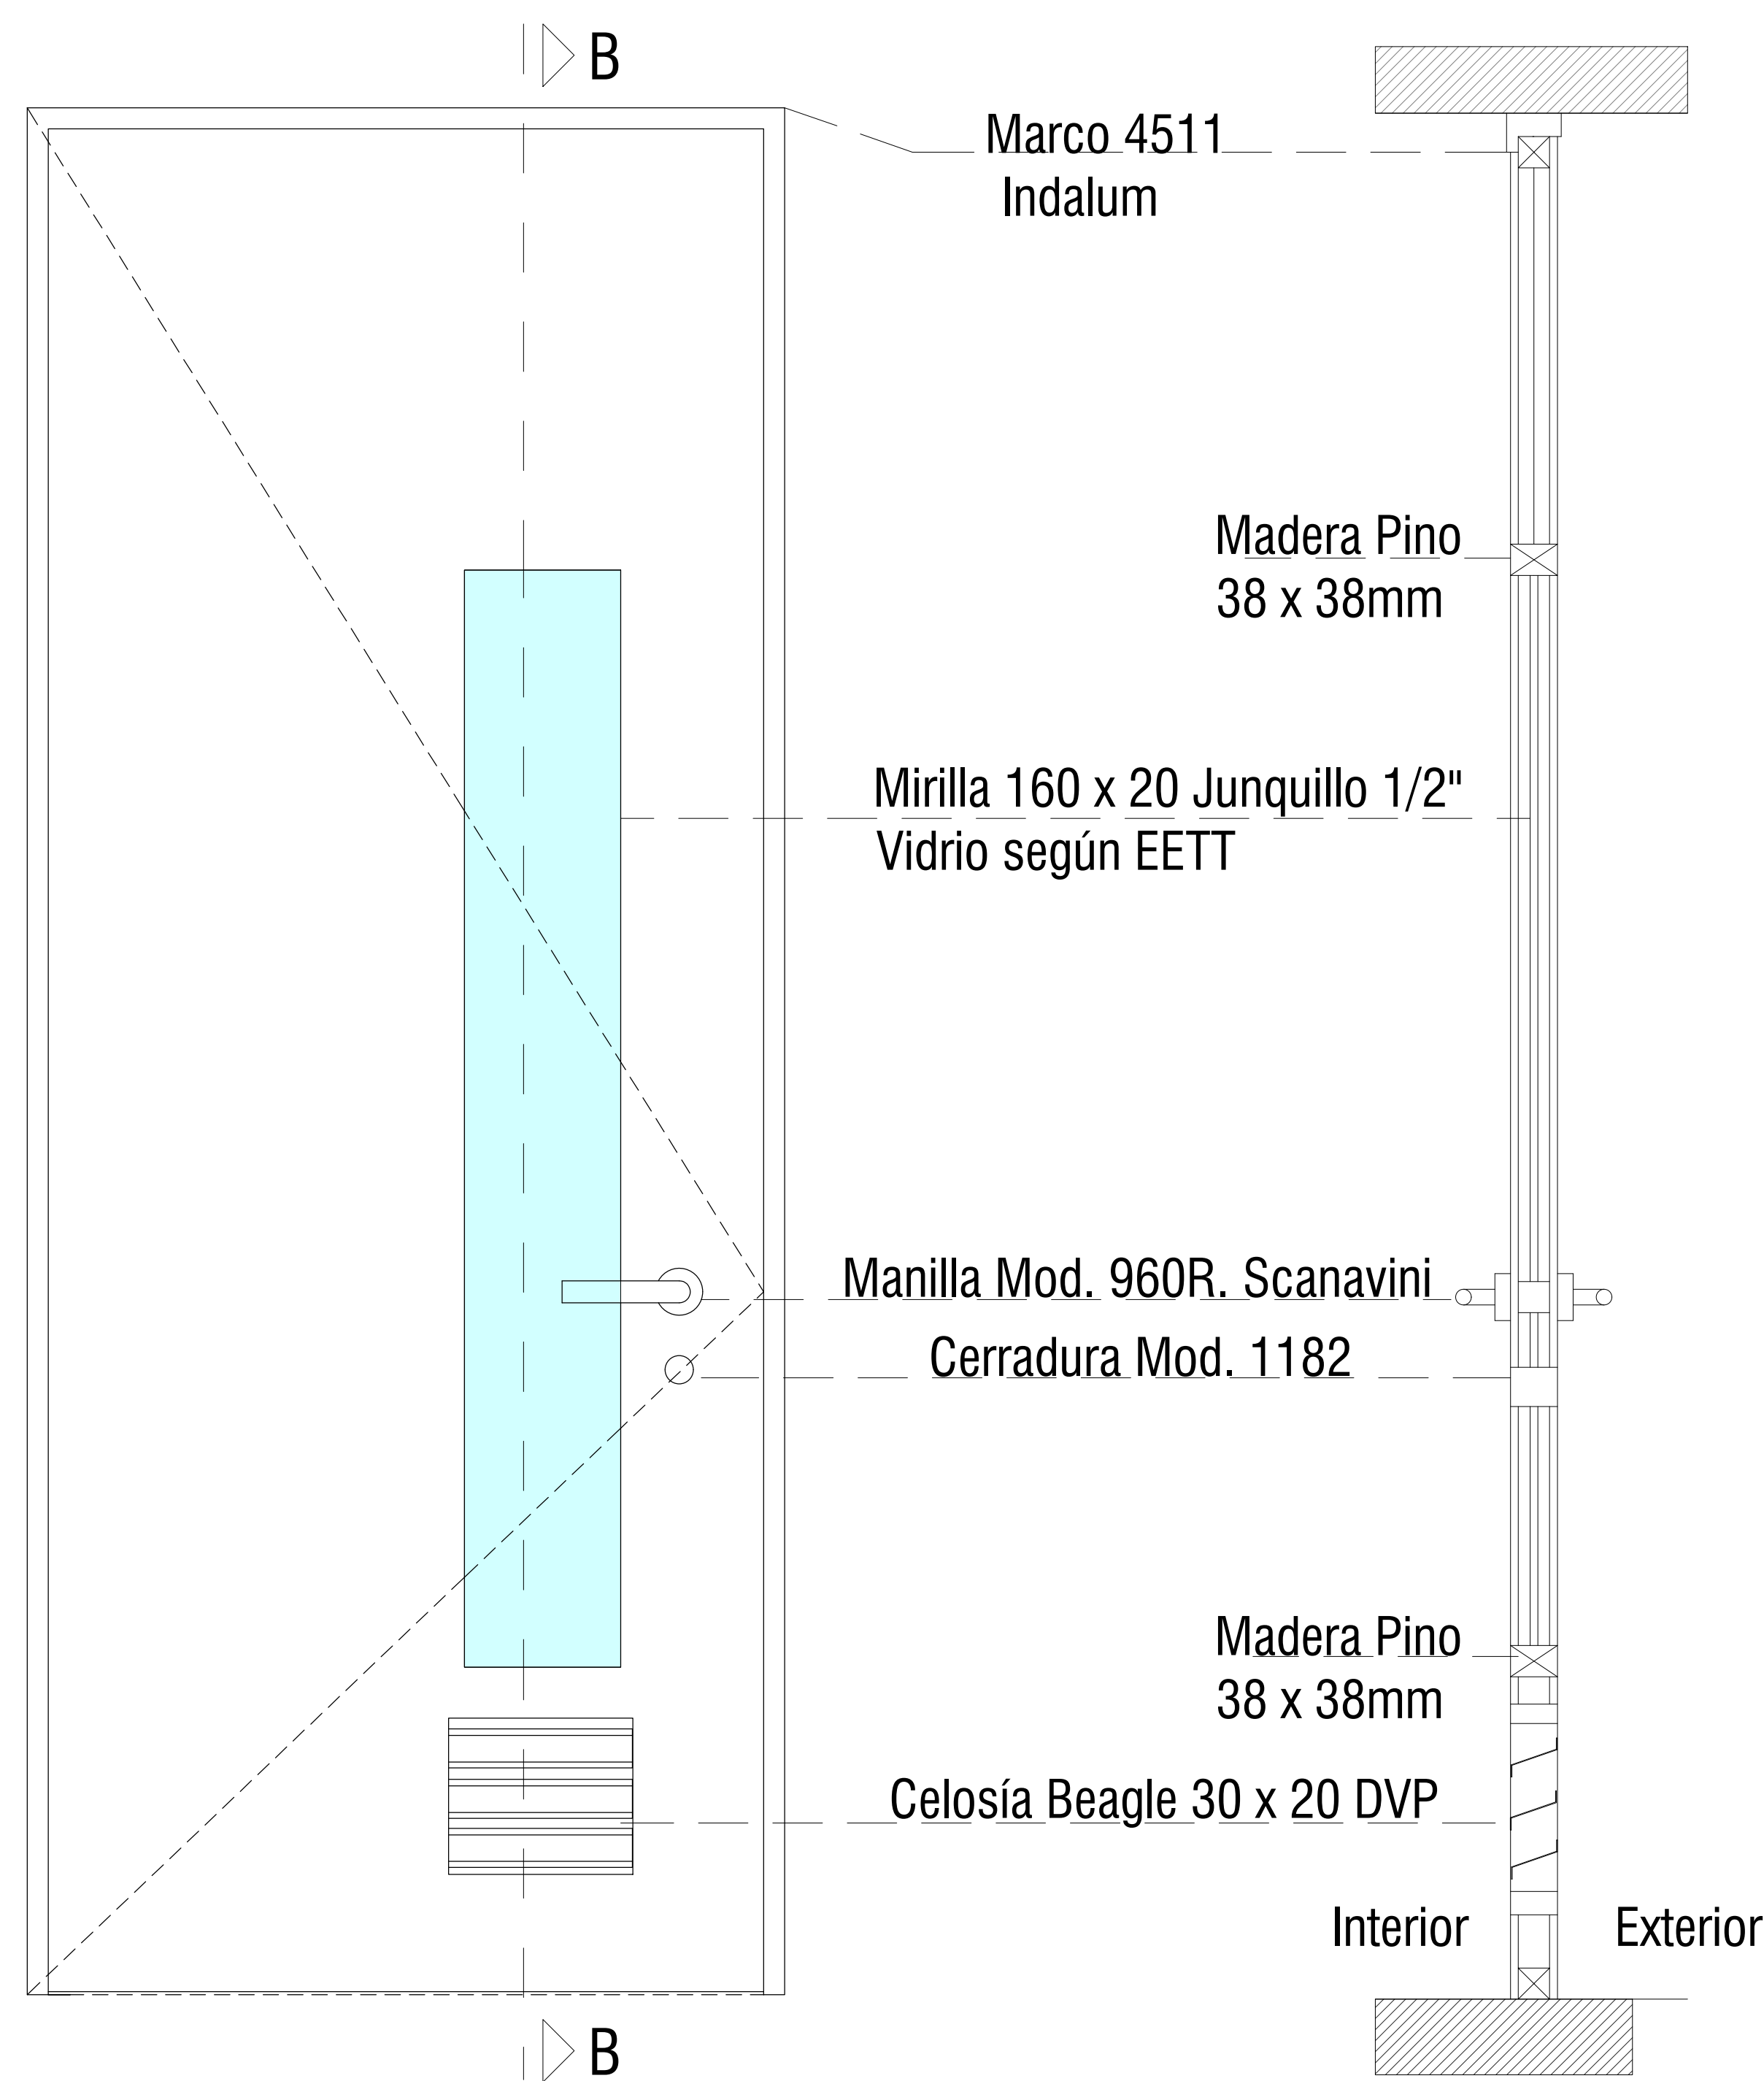 B
Marco 4511
Indalum
Madera Pino
38 x 38mm
Mirilla 160 x 20 Junquillo 1/2"
Vidrio según EETT
Manilla Mod. 960R. Scanavini
Cerradura Mod. 1182
Madera Pino
38 x 38mm
Celosía Beagle 30 x 20 DVP
Interior
Exterior
B